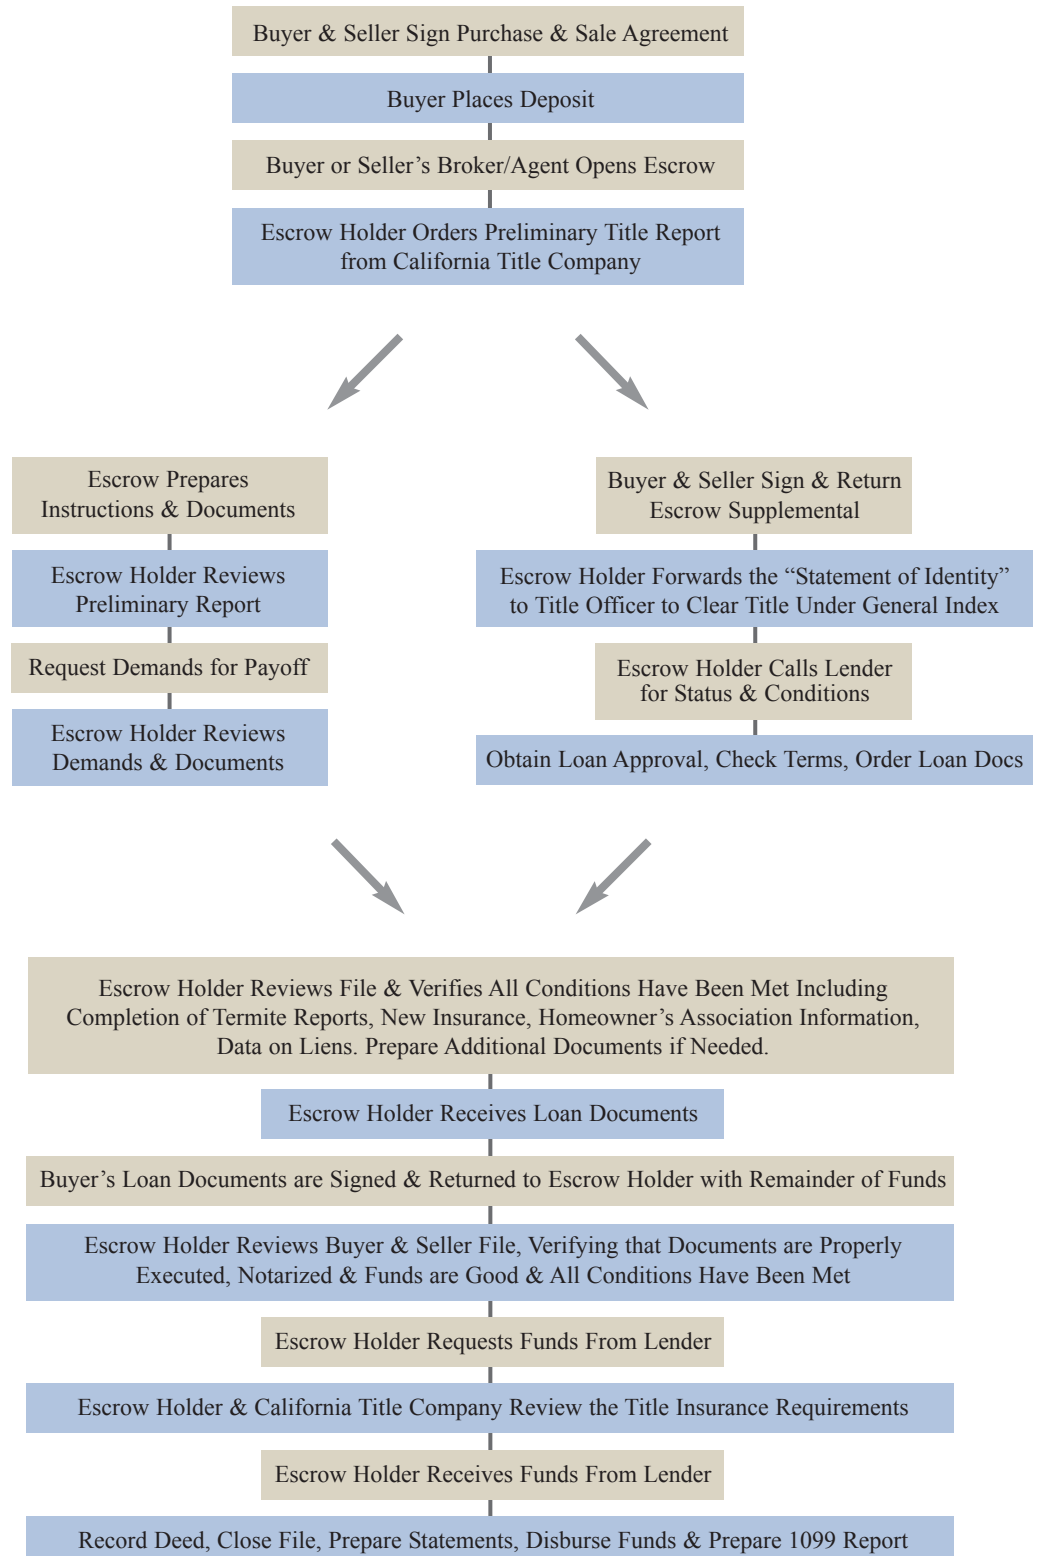 Buyer & Seller Sign Purchase & Sale Agreement
Buyer Places Deposit
Buyer or Seller’s Broker/Agent Opens Escrow
Escrow Holder Orders Preliminary Title Report
from California Title Company
Escrow Prepares
Instructions & Documents
Escrow Holder Reviews
Preliminary Report
Request Demands for Payoff
Escrow Holder Reviews
Demands & Documents
Buyer & Seller Sign & Return
Escrow Supplemental
Escrow Holder Forwards the “Statement of Identity”
to Title Officer to Clear Title Under General Index
Escrow Holder Calls Lender
for Status & Conditions
Obtain Loan Approval, Check Terms, Order Loan Docs
Escrow Holder Reviews File & Verifies All Conditions Have Been Met Including
Completion of Termite Reports, New Insurance, Homeowner’s Association Information,
Data on Liens. Prepare Additional Documents if Needed.
Escrow Holder Receives Loan Documents
Buyer’s Loan Documents are Signed & Returned to Escrow Holder with Remainder of Funds
Escrow Holder Reviews Buyer & Seller File, Verifying that Documents are Properly
Executed, Notarized & Funds are Good & All Conditions Have Been Met
Escrow Holder Requests Funds From Lender
Escrow Holder & California Title Company Review the Title Insurance Requirements
Escrow Holder Receives Funds From Lender
Record Deed, Close File, Prepare Statements, Disburse Funds & Prepare 1099 Report